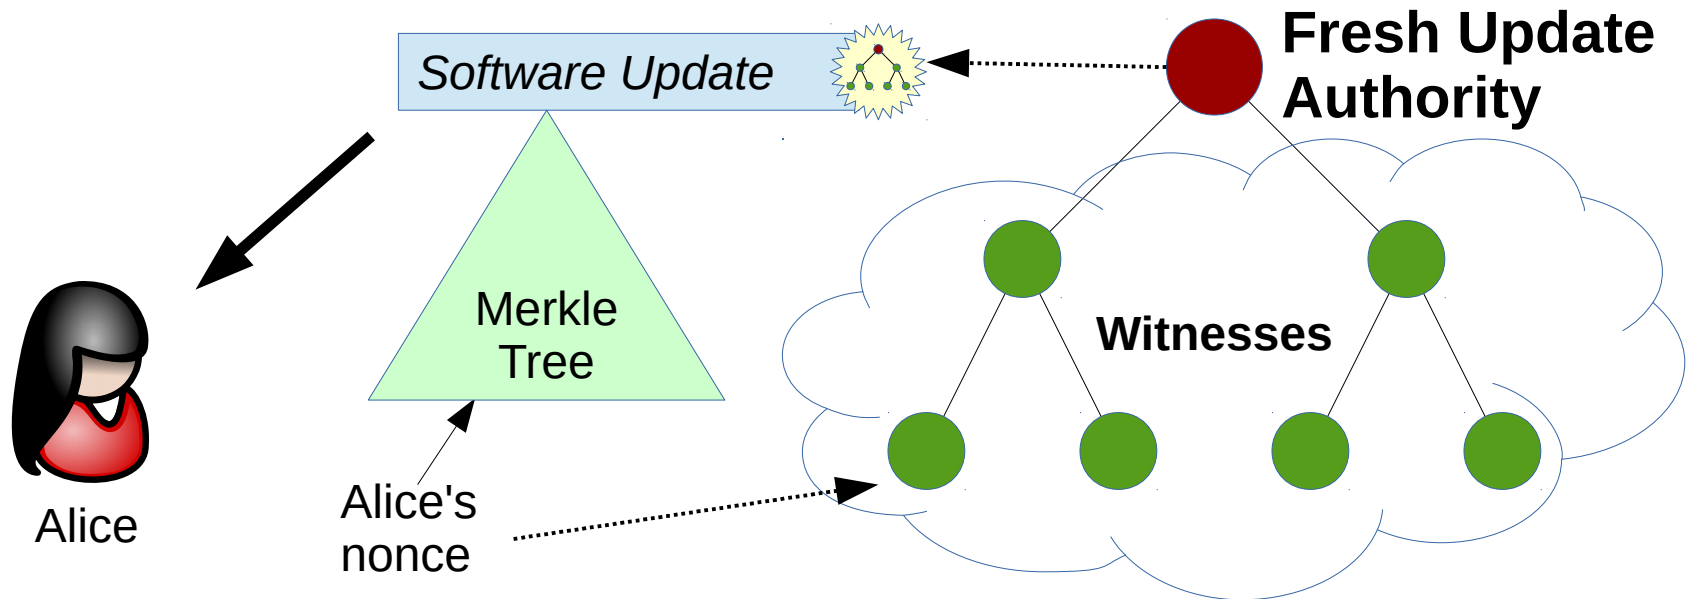 Software Update
Fresh Update
Authority
Merkle
Tree
Witnesses
Alice's
nonce
Alice